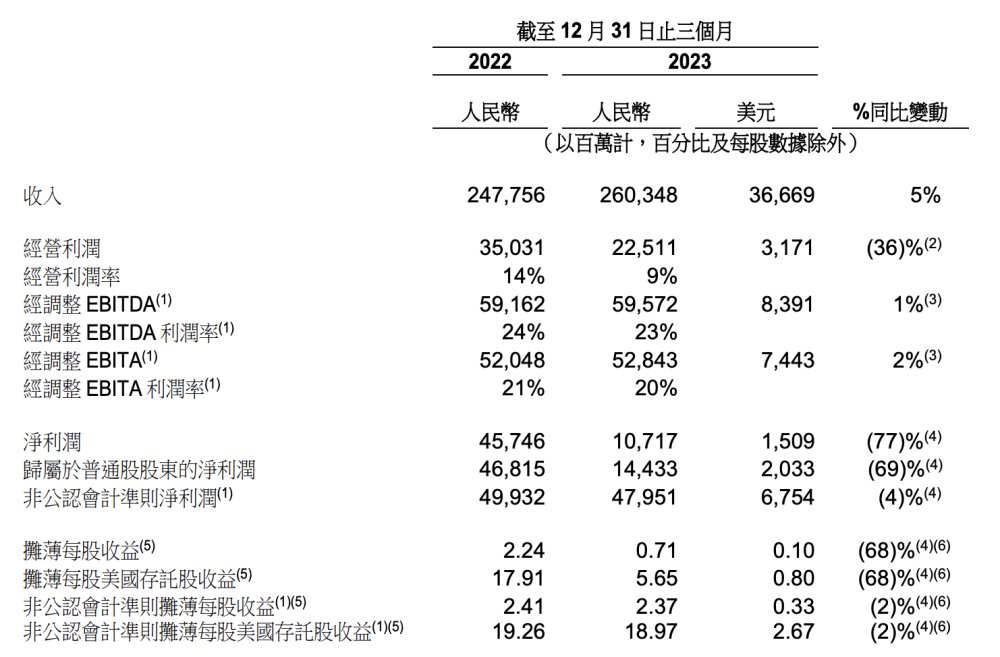 截至 12 月 31 日止三個月
2022 2023
人民幣 人民幣 美元 %同比變動
（以百萬計，百分比及每股數據除外）
收入 247,756 260,348 36,669 5%
經營利潤 35,031 22,511 3,171 (36)%(2)
經營利潤率 14% 9%
經調整 EBITDA(1) 59,162 59,572 8,391 1%(3)
經調整 EBITDA 利潤率(1) 24% 23%
經調整 EBITA(1) 52,048 52,843 7,443 2%(3)
經調整 EBITA 利潤率(1) 21% 20%
淨利潤 45,746 10,717 1,509 (77)%(4)
歸屬於普通股股東的淨利潤 46,815 14,433 2,033 (69)%(4)
非公認會計準則淨利潤(1) 49,932 47,951 6,754 (4)%(4)
攤薄每股收益(5) 2.24 0.71 0.10 (68)%(4)(6)
攤薄每股美國存託股收益(5) 17.91 5.65 0.80 (68)%(4)(6)
非公認會計準則攤薄每股收益(1)(5) 2.41 2.37 0.33 (2)%(4)(6)
非公認會計準則攤薄每股美國存託股收益(1)(5) 19.26 18.97 2.67 (2)%(4)(6)